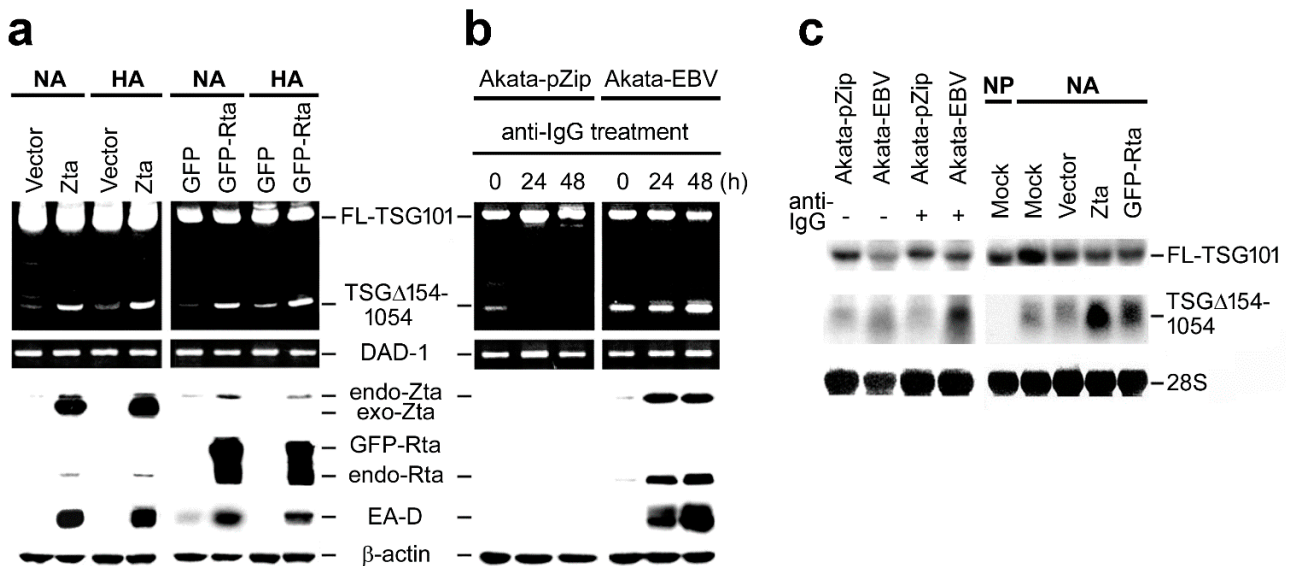 a
NA HA NA HA
Vector Zta Vector Zta GFP GFP-Rta GFP GFP-Rta
FL-TSG101
TSGΔ154-
1054
DAD-1
endo-Zta
exo-Zta
GFP-Rta
endo-Rta
EA-D
β-actin
b
Akata-pZip Akata-EBV
anti-IgG treatment
0 24 48 0 24 48 (h)
c
Akata-pZip Akata-EBV Akata-pZip Akata-EBV
NP NA
Mock Mock Vector Zta GFP-Rta
anti-
IgG - - + +
FL-TSG101
TSGΔ154-
1054
28S